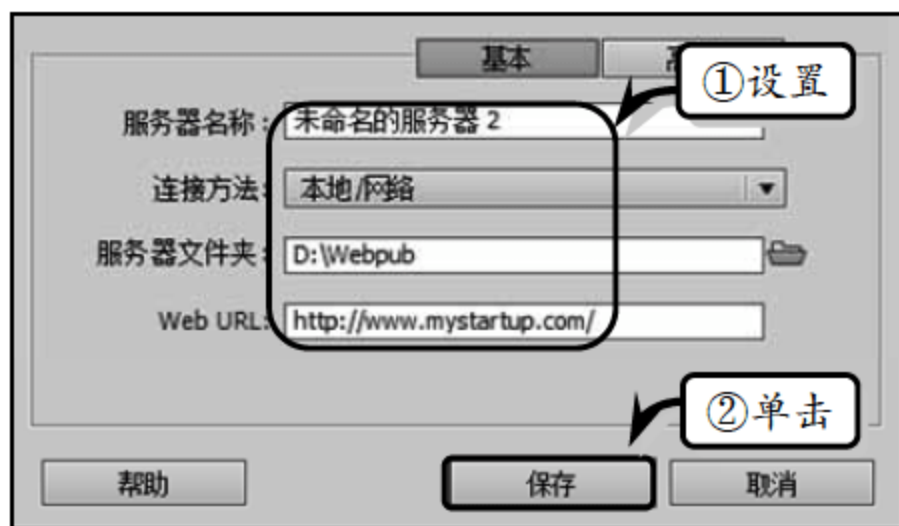 基本
①设置
服务器名称: 未命名的服务器 2
连接方法: 本地/网络
服务器文件夹: D:\Webpub
Web URL: http://www.mystartup.com/
②单击
帮助 保存 取消